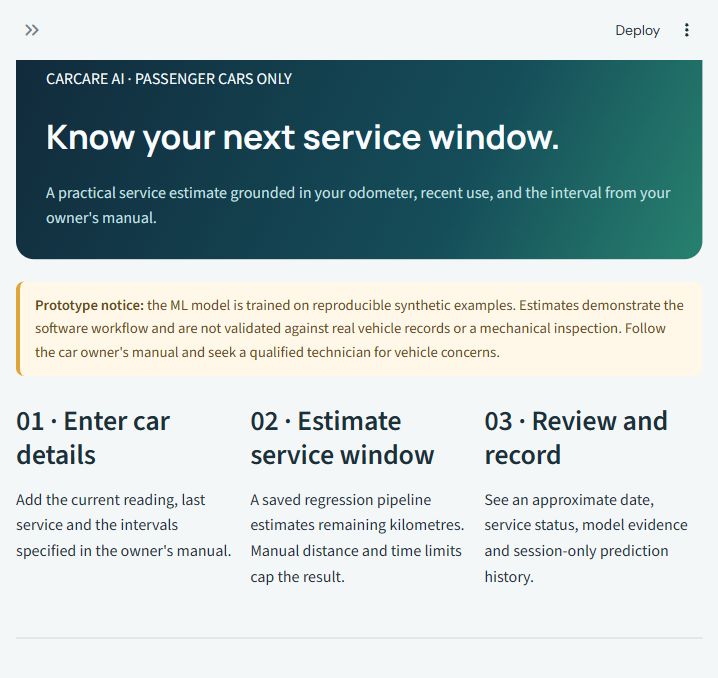 Deploy
CARCARE AI · PASSENGER CARS ONLY
Know your next service window.
A practical service estimate grounded in your odometer, recent use, and the interval from your
owner's manual.
Prototype notice: the ML model is trained on reproducible synthetic examples. Estimates demonstrate the
software workflow and are not validated against real vehicle records or a mechanical inspection. Follow
the car owner's manual and seek a qualified technician for vehicle concerns.
01 · Enter car
details
Add the current reading, last
service and the intervals
specified in the owner's manual.
02 · Estimate
service window
A saved regression pipeline
estimates remaining kilometres.
Manual distance and time limits
cap the result.
03 · Review and
record
See an approximate date,
service status, model evidence
and session-only prediction
history.